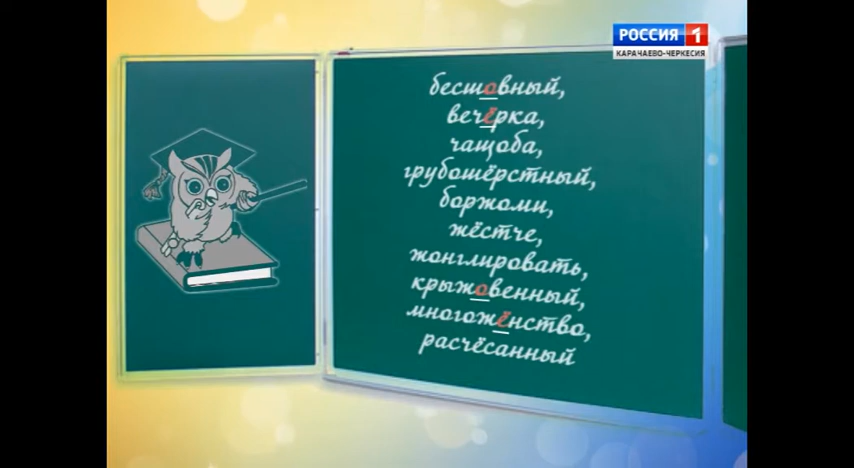 РОССИЯ 1
КАРАЧАЕВО-ЧЕРКЕСИЯ
бесшовный,
вечёрка,
чащоба,
грубошёрстный,
боржоми,
жёстче,
жонглировать,
крыжовенный,
многожёнство,
расчёсанный